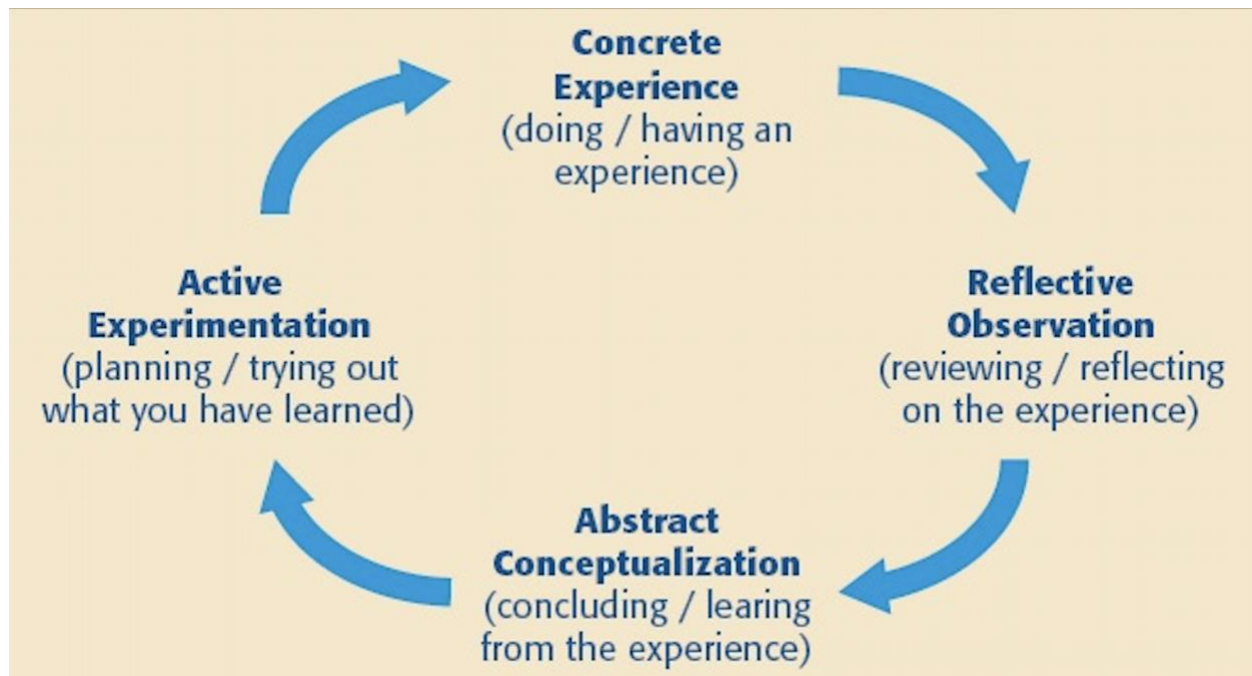 Concrete
Experience
(doing / having an
experience)
Active
Experimentation
(planning / trying out
what you have learned)
Reflective
Observation
(reviewing / reflecting
on the experience)
Abstract
Conceptualization
(concluding / learing
from the experience)